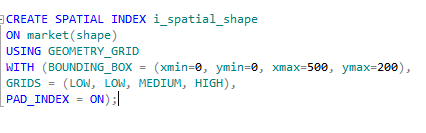 CREATE SPATIAL INDEX i_spatial_shape
ON market(shape)
USING GEOMETRY_GRID
WITH (BOUNDING_BOX = (xmin=0, ymin=0, xmax=500, ymax=200),
GRIDS = (LOW, LOW, MEDIUM, HIGH),
PAD_INDEX = ON);